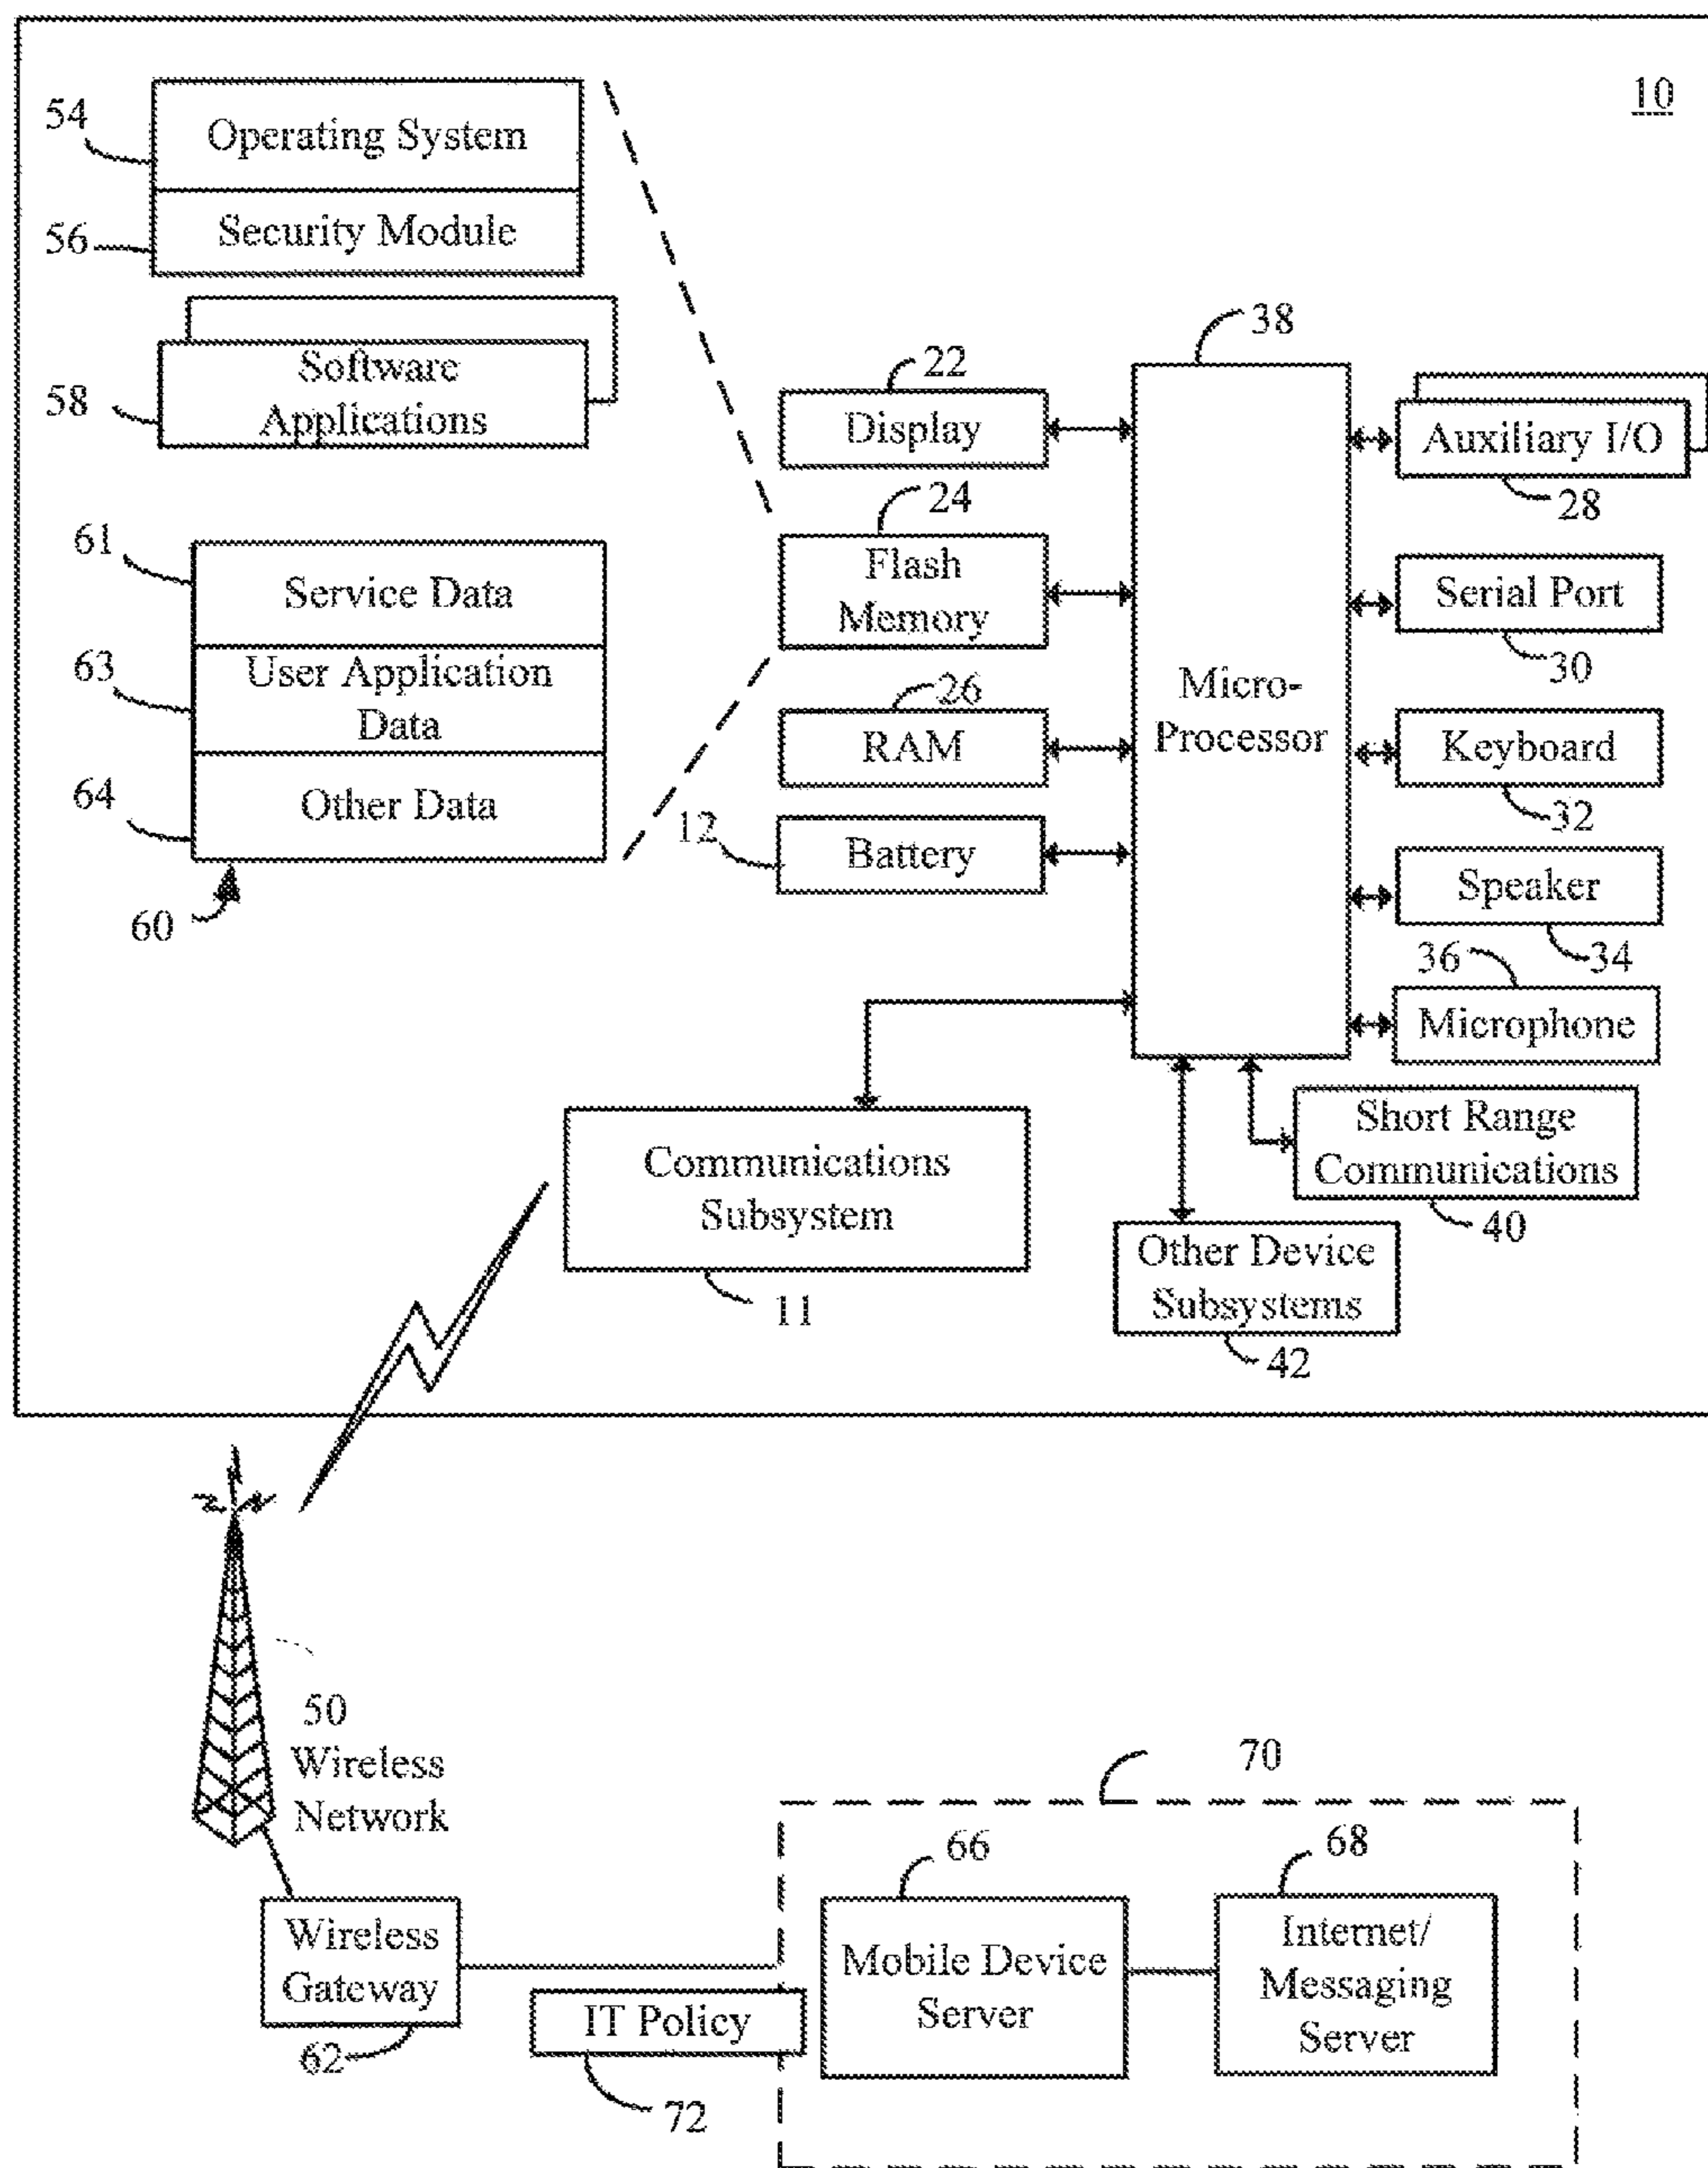 10
54
Operating System
56
Security Module
58
Software
Applications
61
Service Data
63
User Application
Data
64
Other Data
60
38
22
Display
24
Flash
Memory
26
RAM
12
Battery
Micro-
Processor
Auxiliary I/O
28
Serial Port
30
Keyboard
32
Speaker
34
36
Microphone
Short Range
Communications
40
Communications
Subsystem
11
Other Device
Subsystems
42
50
Wireless
Network
70
66
68
Wireless
Gateway
62
IT Policy
72
Mobile Device
Server
Internet/
Messaging
Server